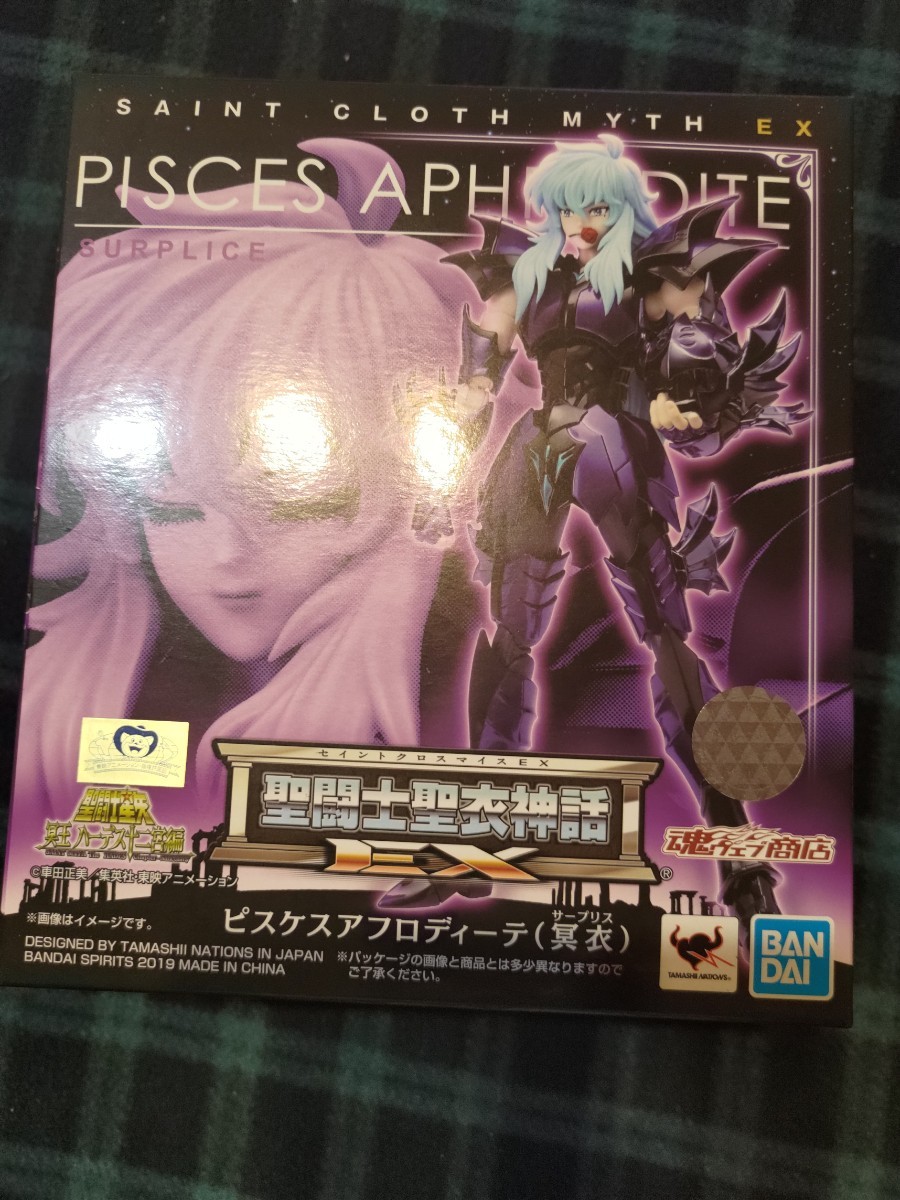 SAINT CLOTH MYTH EX
PISCES APHRODITE
SURPLICE
セイントクロスマイスEX
聖闘士聖衣神話
EX
®
聖闘士星矢
冥王 ハーデス十二宮編
©車田正美/集英社・東映アニメーション
魂ウェブ商店
サープリス
ピスケスアフロディーテ(冥衣)
※画像はイメージです。
DESIGNED BY TAMASHII NATIONS IN JAPAN
BANDAI SPIRITS 2019 MADE IN CHINA
※パッケージの画像と商品とは多少異なりますので
ご了承ください。
TAMASHII NATIONS
BAN
DAI